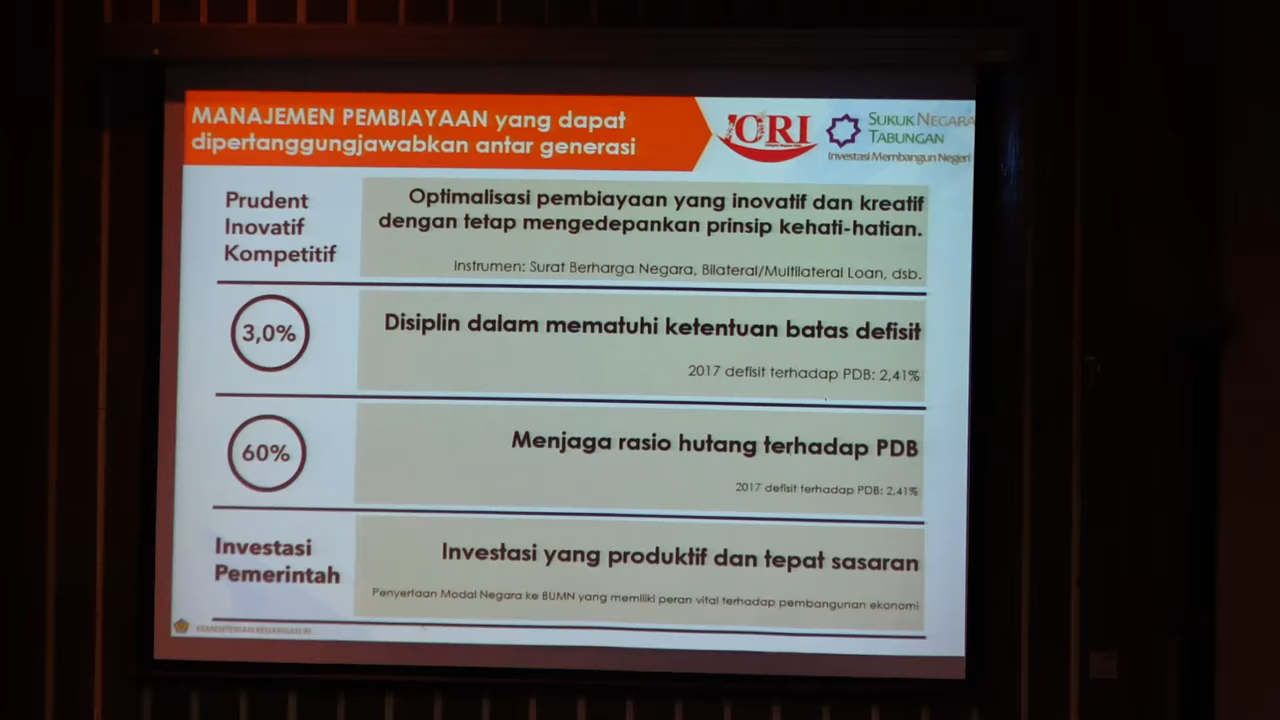 MANAJEMEN PEMBIAYAAN yang dapat
dipertanggungjawabkan antar generasi
ORI
SUKUK NEGARA
TABUNGAN
Investasi Membangun Negeri
Prudent
Inovatif
Kompetitif
Optimalisasi pembiayaan yang inovatif dan kreatif
dengan tetap mengedepankan prinsip kehati-hatian.
Instrumen: Surat Berharga Negara, Bilateral/Multilateral Loan, dsb.
3,0%
Disiplin dalam mematuhi ketentuan batas defisit
2017 defisit terhadap PDB: 2,41%
60%
Menjaga rasio hutang terhadap PDB
2017 defisit terhadap PDB: 2,41%
Investasi
Pemerintah
Investasi yang produktif dan tepat sasaran
Penyertaan Modal Negara ke BUMN yang memiliki peran vital terhadap pembangunan ekonomi
KEMENTERIAN KEUANGAN RI